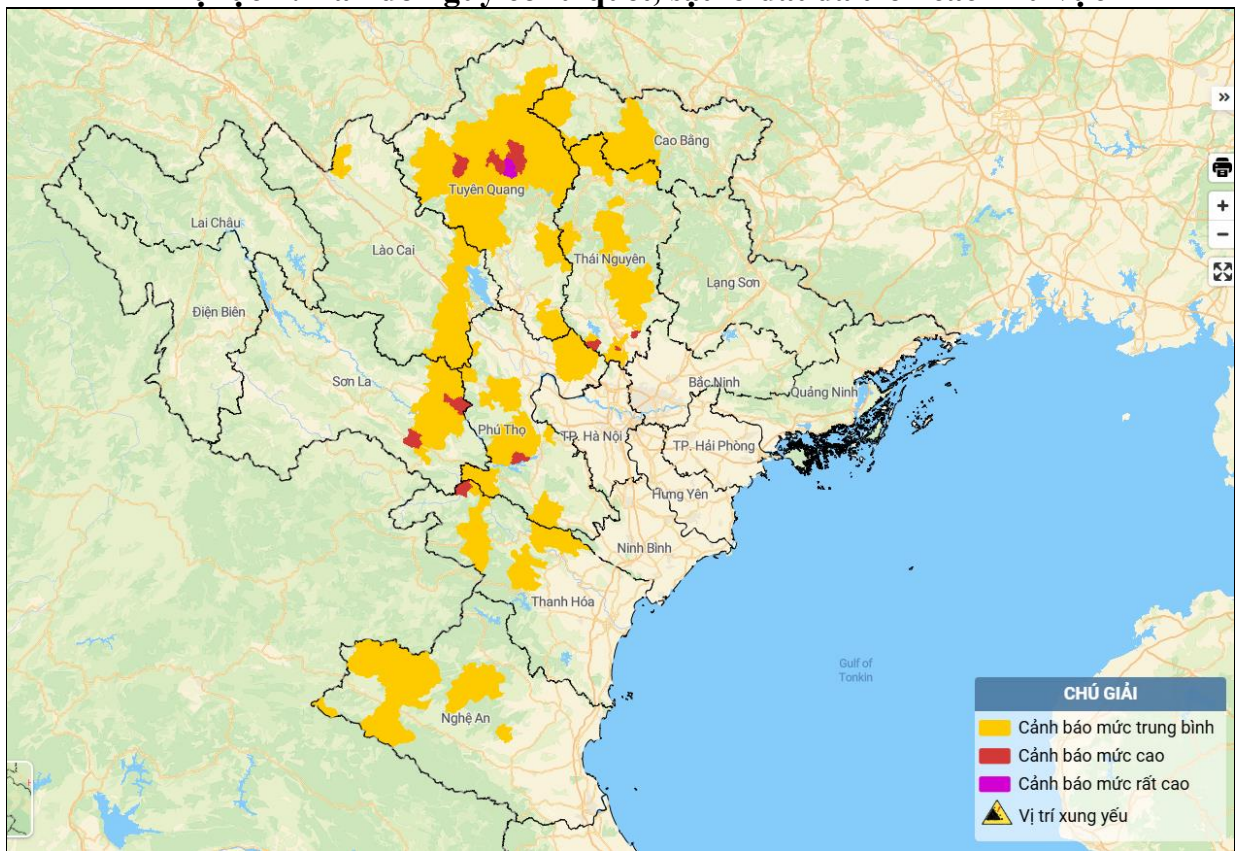 Cao Bằng
Tuyên Quang
Lai Châu
Lào Cai
Thái Nguyên
Lạng Sơn
Điện Biên
Sơn La
Bắc Ninh
Quảng Ninh
Phú Thọ
TP. Hà Nội
TP. Hải Phòng
Hưng Yên
Ninh Bình
Thanh Hóa
Gulf of
Tonkin
Nghệ An
CHÚ GIẢI
Cảnh báo mức trung bình
Cảnh báo mức cao
Cảnh báo mức rất cao
Vị trí xung yếu